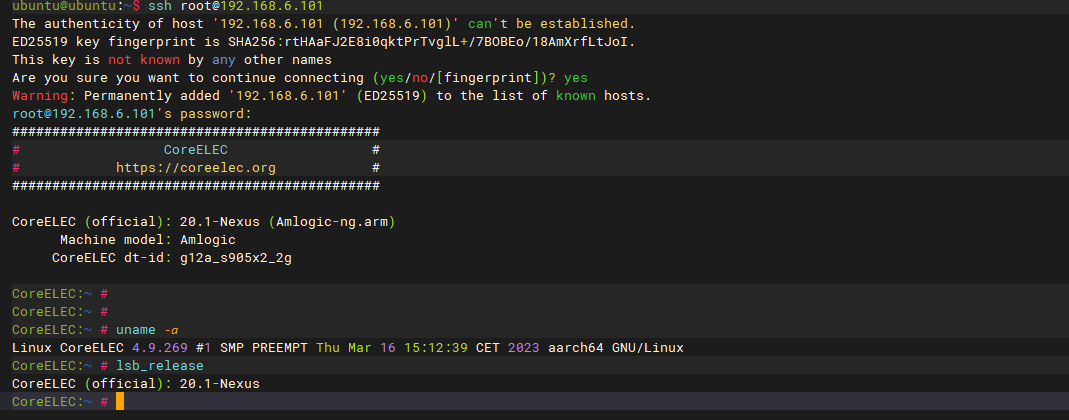 ubuntu@ubuntu:~$ ssh root@192.168.6.101
The authenticity of host '192.168.6.101 (192.168.6.101)' can't be established.
ED25519 key fingerprint is SHA256:rtHAaFJ2E8i0qktPrTvglL+/7BOBEo/18AmXrfLtJoI.
This key is not known by any other names
Are you sure you want to continue connecting (yes/no/[fingerprint])? yes
Warning: Permanently added '192.168.6.101' (ED25519) to the list of known hosts.
root@192.168.6.101's password:
##############################################
# CoreELEC #
# https://coreelec.org #
##############################################
CoreELEC (official): 20.1-Nexus (Amlogic-ng.arm)
Machine model: Amlogic
CoreELEC dt-id: g12a_s905x2_2g
CoreELEC:~ #
CoreELEC:~ #
CoreELEC:~ # uname -a
Linux CoreELEC 4.9.269 #1 SMP PREEMPT Thu Mar 16 15:12:39 CET 2023 aarch64 GNU/Linux
CoreELEC:~ # lsb_release
CoreELEC (official): 20.1-Nexus
CoreELEC:~ #